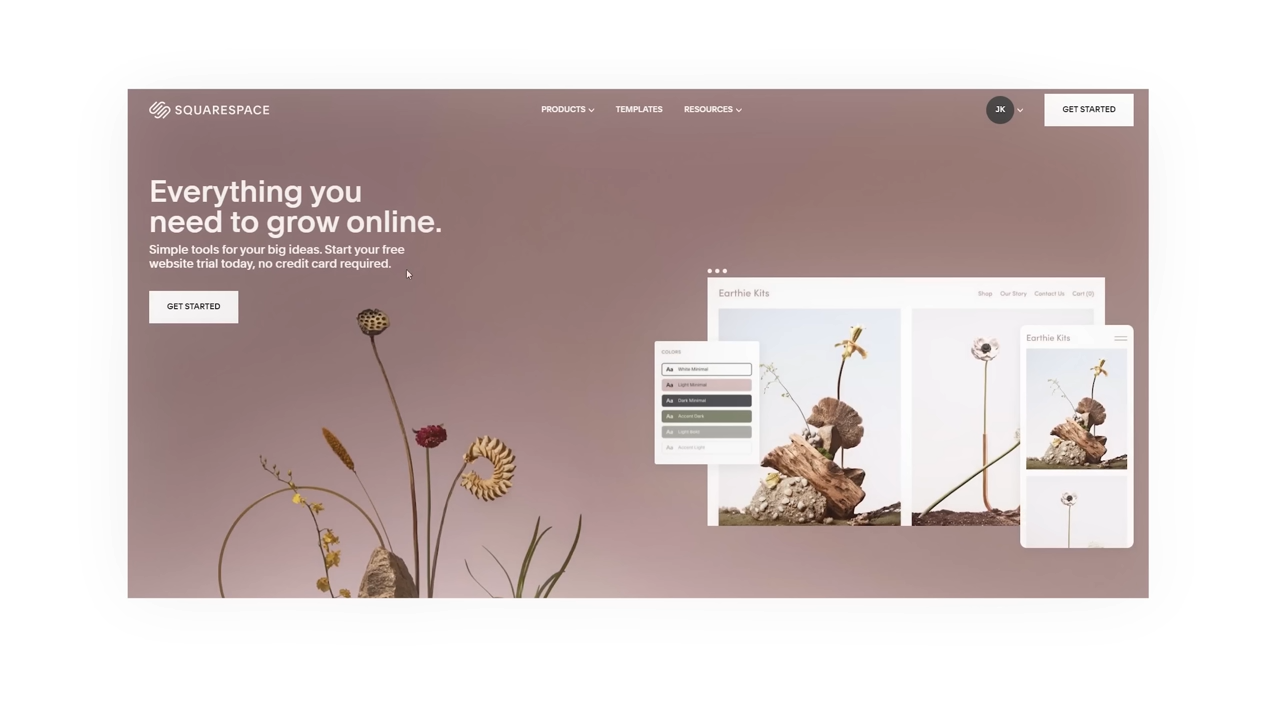 SQUARESPACE
PRODUCTS
TEMPLATES
RESOURCES
JK
GET STARTED
Everything you
need to grow online.
Simple tools for your big ideas. Start your free
website trial today, no credit card required.
GET STARTED
Earthie Kits
Shop
Our Story
Contact Us
Cart (0)
COLORS
Aa White Minimal
Aa Light Minimal
Aa Dark Minimal
Aa Accent Dark
Aa Light Bold
Aa Accent Light
Earthie Kits